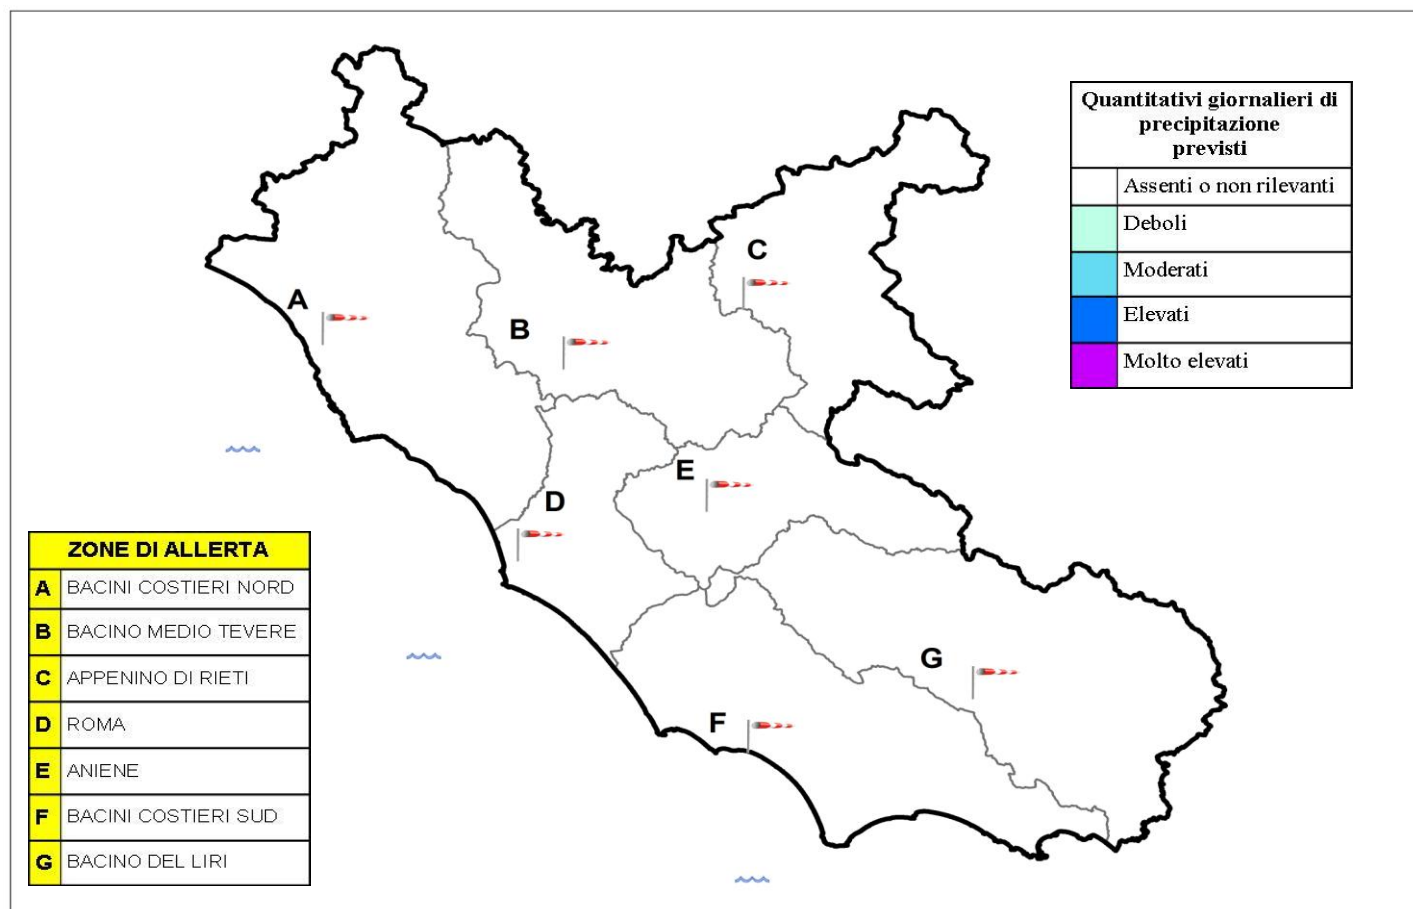 Quantitativi giornalieri di
precipitazione
previsti
Assenti o non rilevanti
Deboli
Moderati
Elevati
Molto elevati
C
A
B
E
D
G
F
ZONE DI ALLERTA
A BACINI COSTIERI NORD
B BACINO MEDIO TEVERE
C APPENINO DI RIETI
D ROMA
E ANIENE
F BACINI COSTIERI SUD
G BACINO DEL LIRI